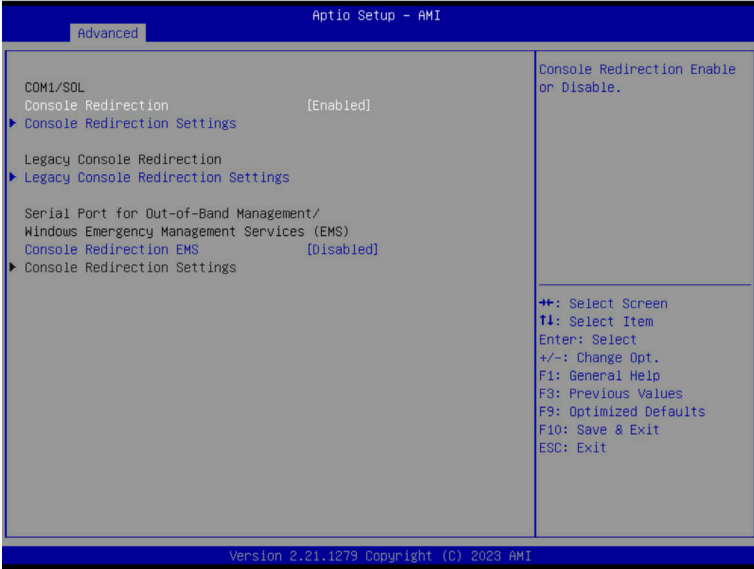 Aptio Setup – AMI
Advanced
COM1/SOL
Console Redirection [Enabled]
▶ Console Redirection Settings
Legacy Console Redirection
▶ Legacy Console Redirection Settings
Serial Port for Out-of-Band Management/
Windows Emergency Management Services (EMS)
Console Redirection EMS [Disabled]
▶ Console Redirection Settings
Console Redirection Enable
or Disable.
→←: Select Screen
↑↓: Select Item
Enter: Select
+/-: Change Opt.
F1: General Help
F3: Previous Values
F9: Optimized Defaults
F10: Save & Exit
ESC: Exit
Version 2.21.1279 Copyright (C) 2023 AMI